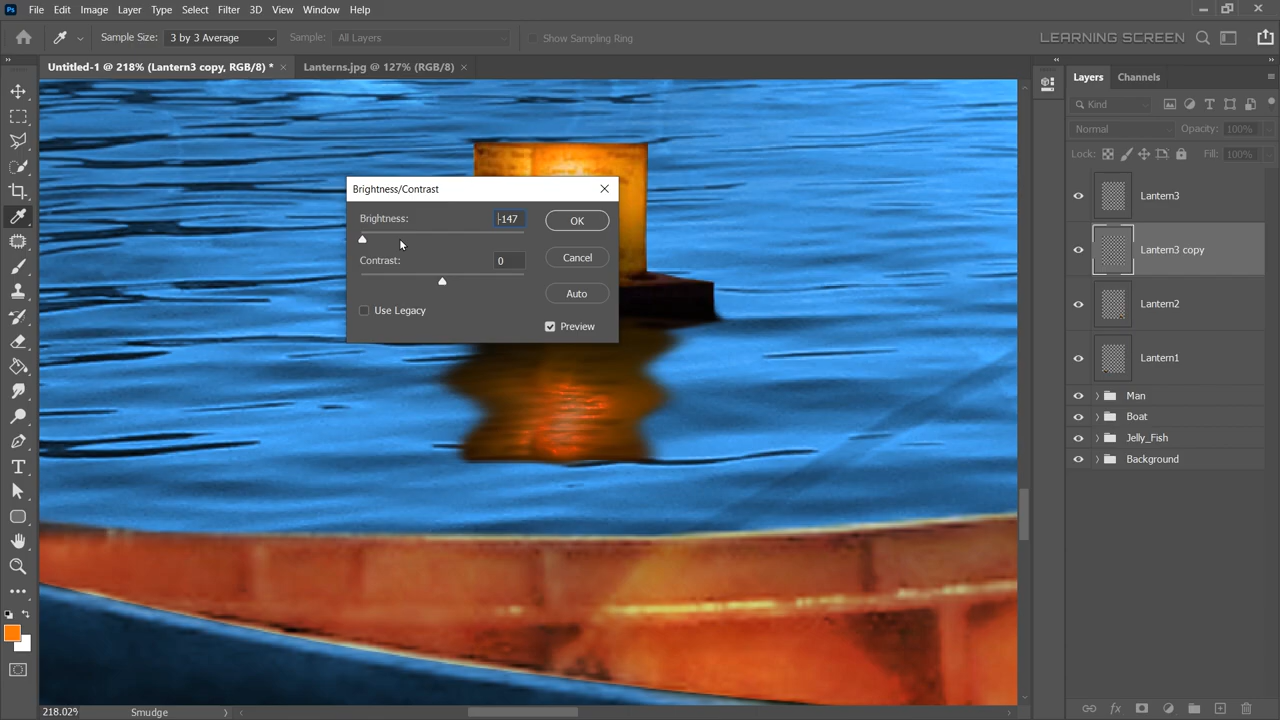 Ps File Edit Image Layer Type Select Filter 3D View Window Help
Sample Size: 3 by 3 Average Sample: All Layers Show Sampling Ring LEARNING SCREEN
Untitled-1 @ 218% (Lantern3 copy, RGB/8) * Lanterns.jpg @ 127% (RGB/8)
Layers Channels
Kind
Normal Opacity: 100%
Lock: Fill: 100%
Brightness/Contrast
Brightness: -147 OK
Contrast: 0 Cancel
Auto
Use Legacy
Preview
Lantern3
Lantern3 copy
Lantern2
Lantern1
Man
Boat
Jelly_Fish
Background
218.02% Smudge